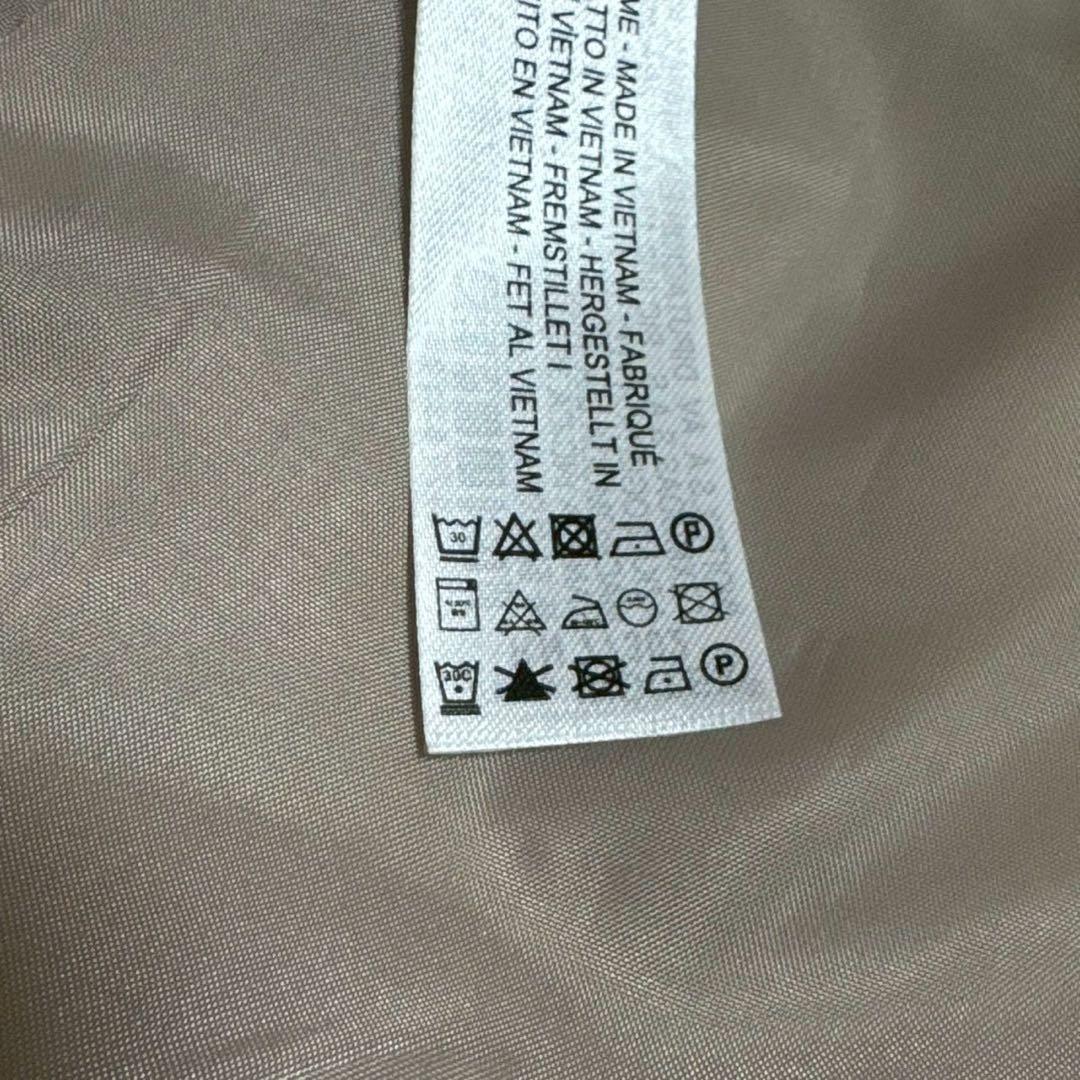 ME - MADE IN VIETNAM - FABRIQUÉ
TTO IN VIETNAM - HERGESTELLT IN
VIETNAM - FREMSTILLET I
ITO EN VIETNAM - FET AL VIETNAM
30 P
30C P